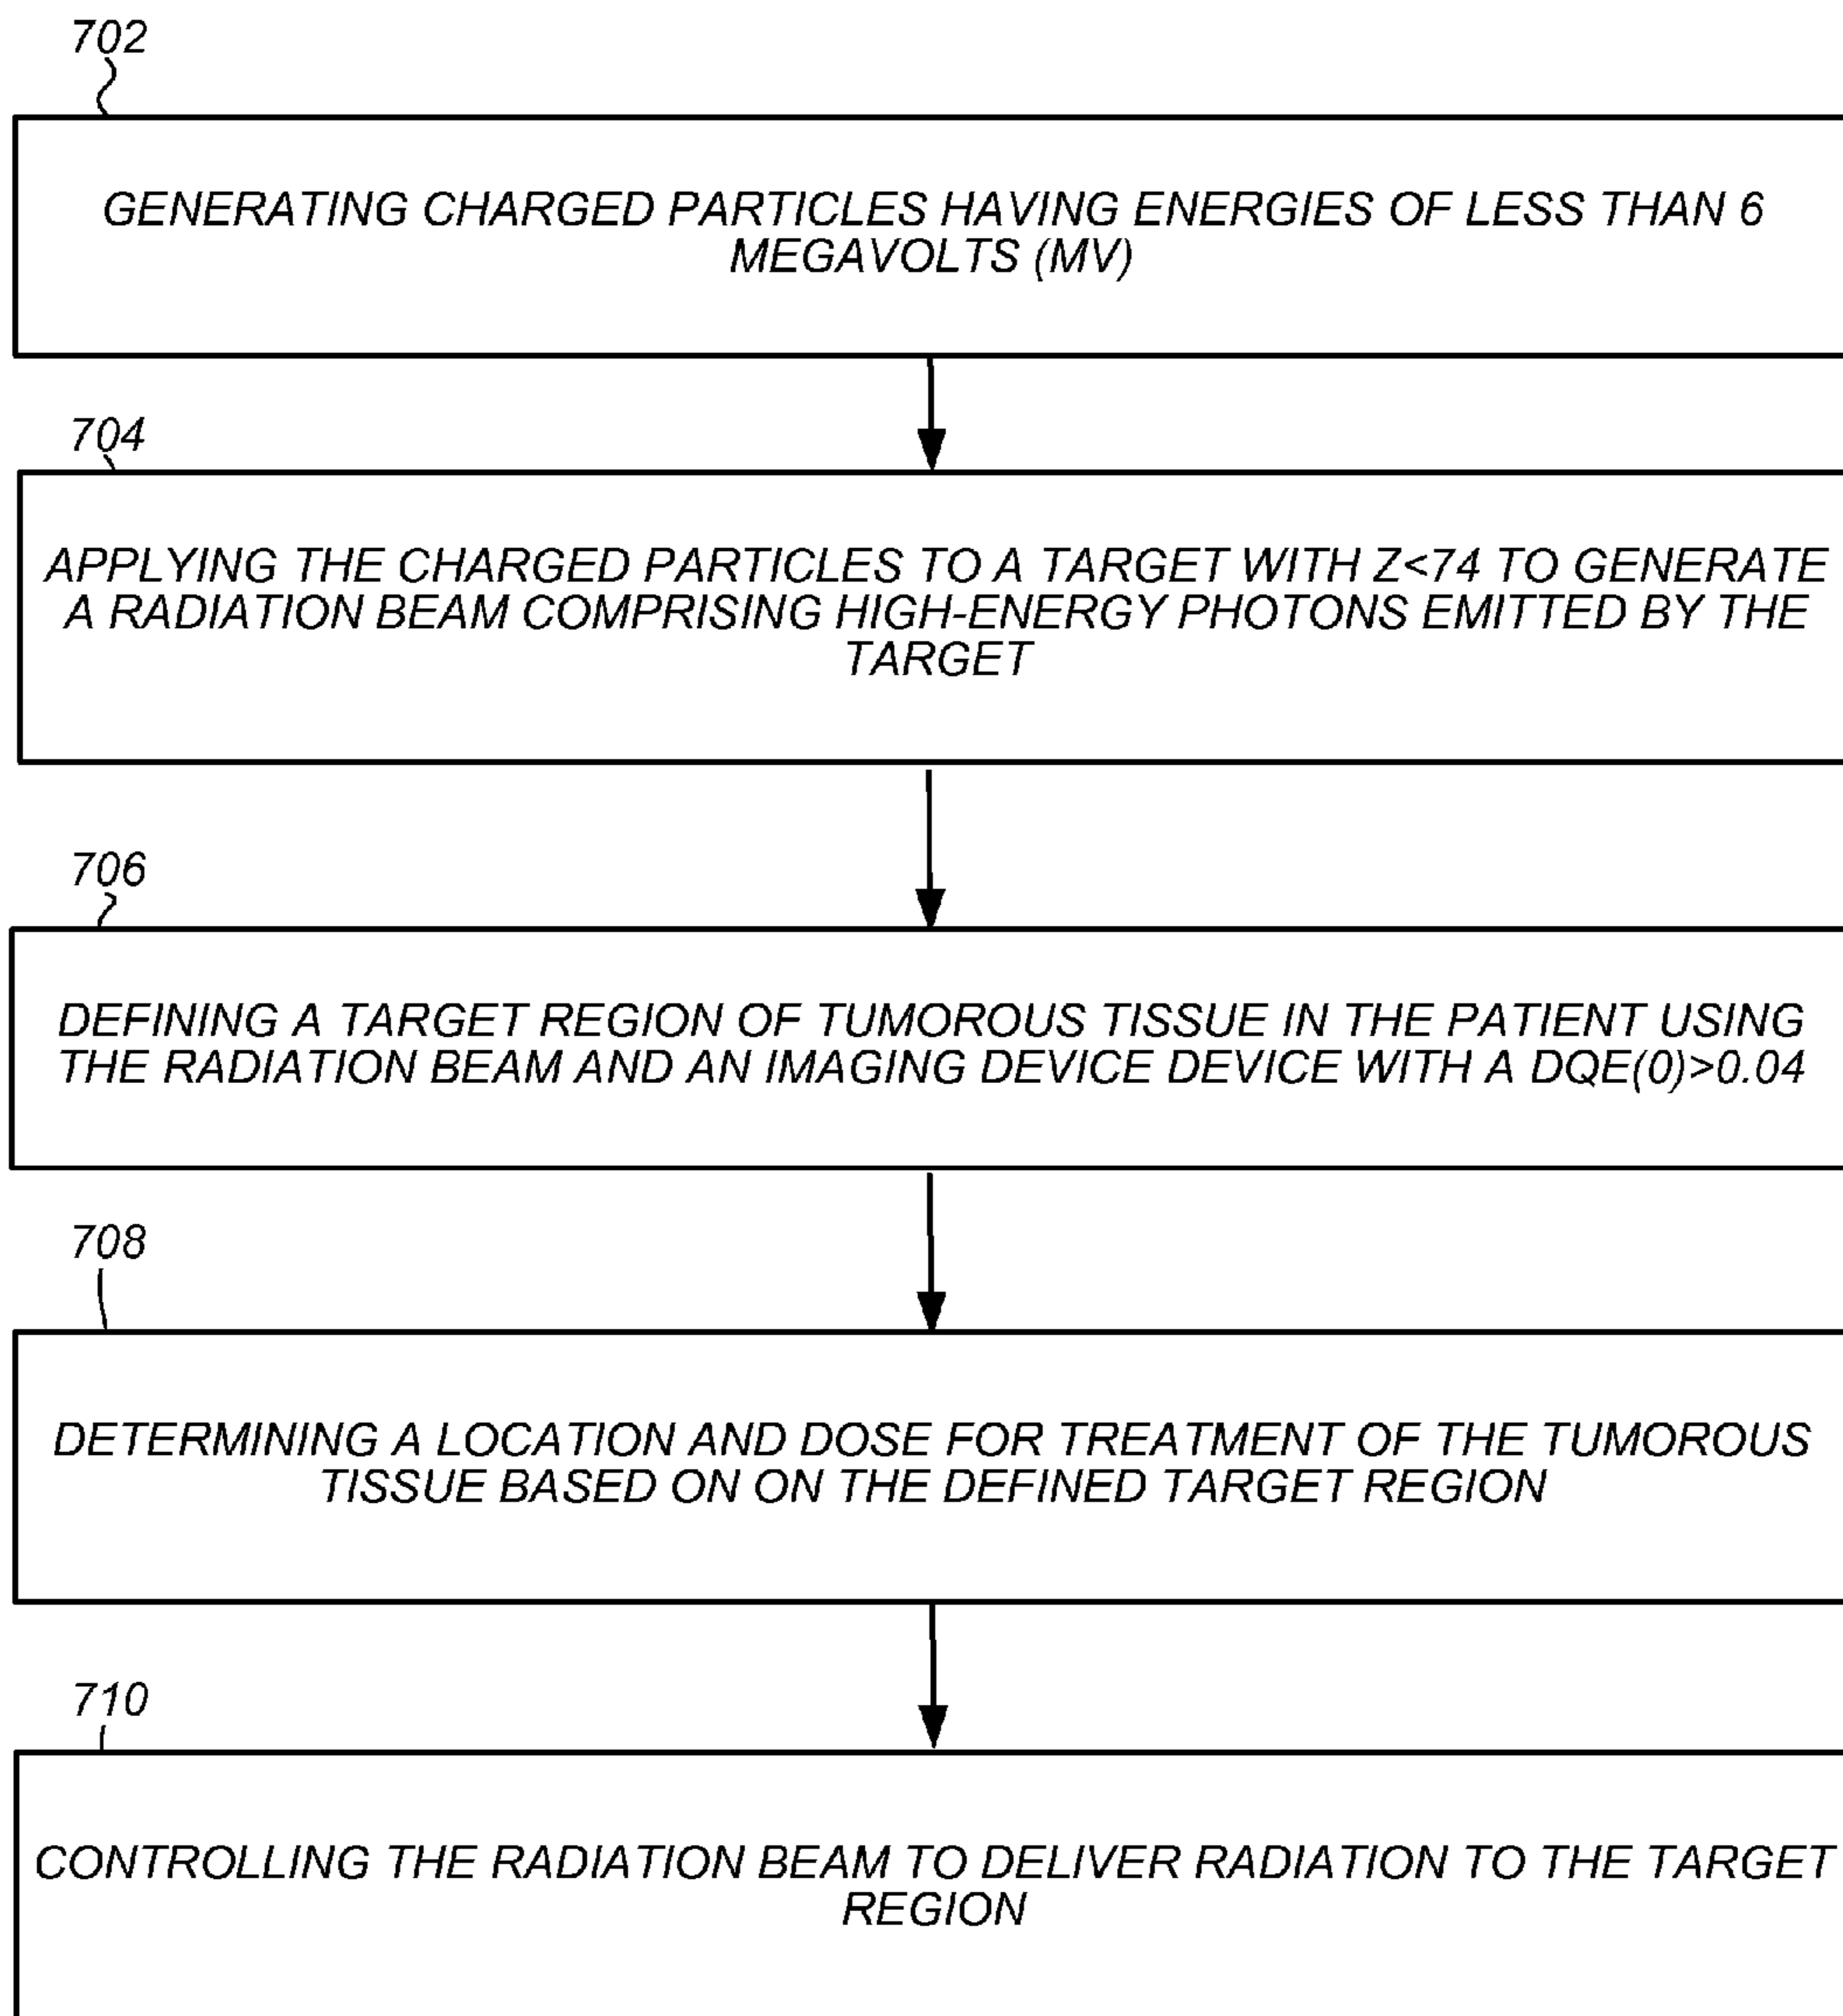 702
GENERATING CHARGED PARTICLES HAVING ENERGIES OF LESS THAN 6
MEGAVOLTS (MV)
704
APPLYING THE CHARGED PARTICLES TO A TARGET WITH Z<74 TO GENERATE
A RADIATION BEAM COMPRISING HIGH-ENERGY PHOTONS EMITTED BY THE
TARGET
706
DEFINING A TARGET REGION OF TUMOROUS TISSUE IN THE PATIENT USING
THE RADIATION BEAM AND AN IMAGING DEVICE DEVICE WITH A DQE(0)>0.04
708
DETERMINING A LOCATION AND DOSE FOR TREATMENT OF THE TUMOROUS
TISSUE BASED ON ON THE DEFINED TARGET REGION
710
CONTROLLING THE RADIATION BEAM TO DELIVER RADIATION TO THE TARGET
REGION